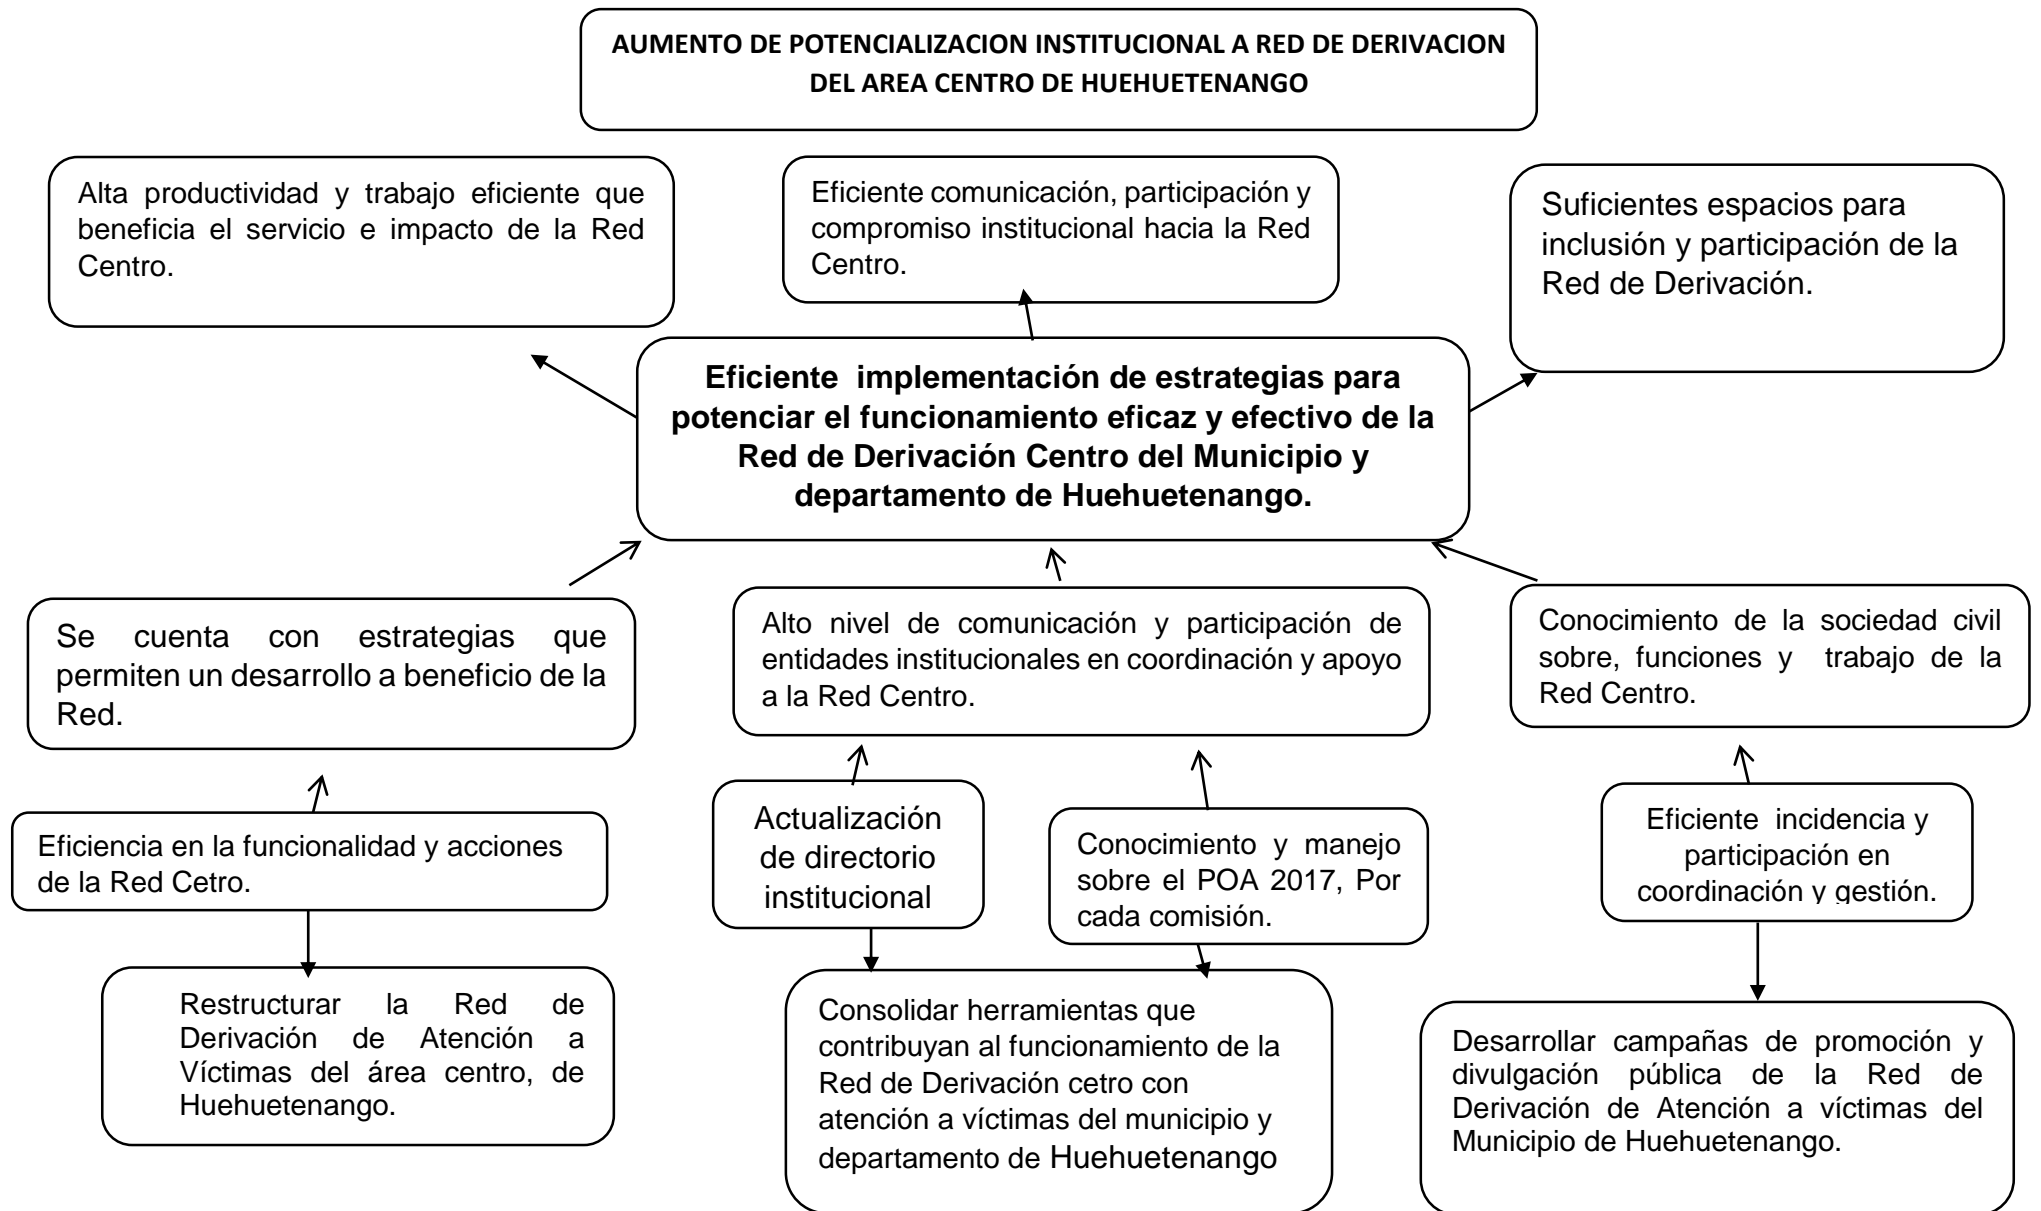 AUMENTO DE POTENCIALIZACION INSTITUCIONAL A RED DE DERIVACION
DEL AREA CENTRO DE HUEHUETENANGO
Alta productividad y trabajo eficiente que
beneficia el servicio e impacto de la Red
Centro.
Eficiente comunicación, participación y
compromiso institucional hacia la Red
Centro.
Suficientes espacios para
inclusión y participación de la
Red de Derivación.
Eficiente implementación de estrategias para
potenciar el funcionamiento eficaz y efectivo de la
Red de Derivación Centro del Municipio y
departamento de Huehuetenango.
Se cuenta con estrategias que
permiten un desarrollo a beneficio de la
Red.
Alto nivel de comunicación y participación de
entidades institucionales en coordinación y apoyo
a la Red Centro.
Conocimiento de la sociedad civil
sobre, funciones y trabajo de la
Red Centro.
Eficiencia en la funcionalidad y acciones
de la Red Cetro.
Actualización
de directorio
institucional
Conocimiento y manejo
sobre el POA 2017, Por
cada comisión.
Eficiente incidencia y
participación en
coordinación y gestión.
Restructurar la Red de
Derivación de Atención a
Víctimas del área centro, de
Huehuetenango.
Consolidar herramientas que
contribuyan al funcionamiento de la
Red de Derivación cetro con
atención a víctimas del municipio y
departamento de Huehuetenango
Desarrollar campañas de promoción y
divulgación pública de la Red de
Derivación de Atención a víctimas del
Municipio de Huehuetenango.